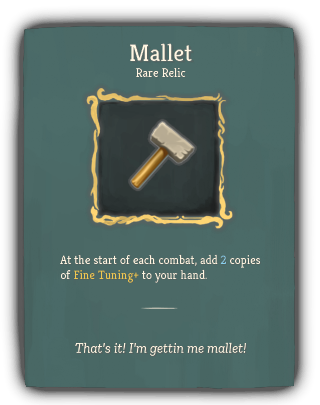 Mallet
Rare Relic
At the start of each combat, add 2 copies
of Fine Tuning+ to your hand.
That's it! I'm gettin me mallet!